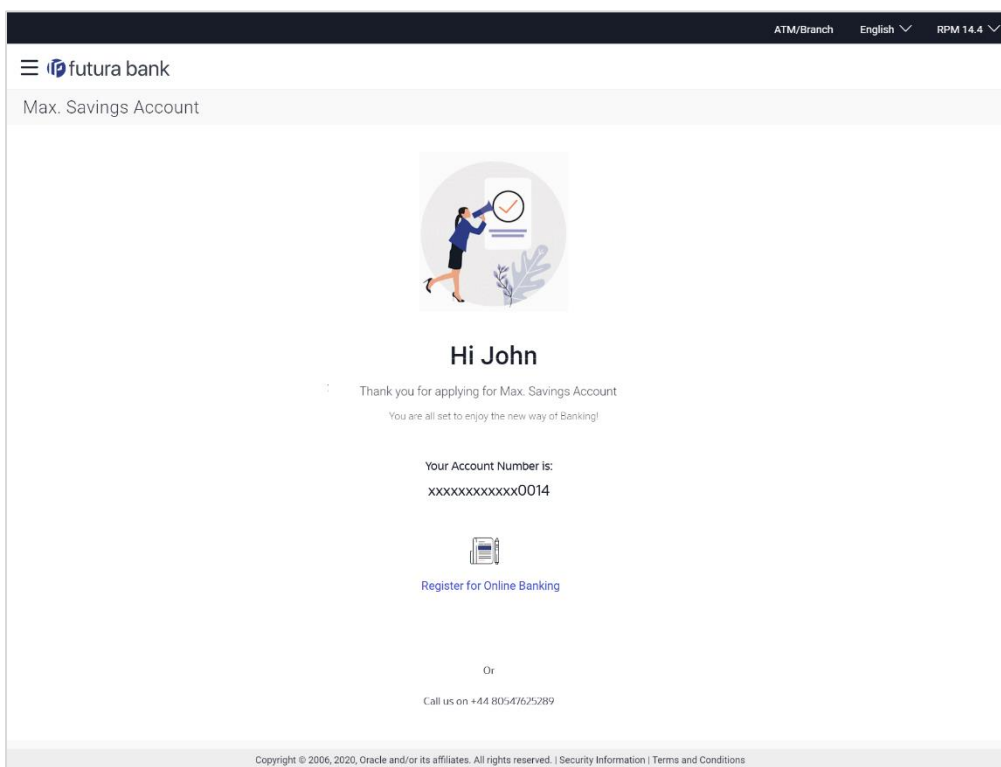 ATM/Branch English RPM 14.4
futura bank
Max. Savings Account
Hi John
Thank you for applying for Max. Savings Account
You are all set to enjoy the new way of Banking!
Your Account Number is:
xxxxxxxxxxxx0014
Register for Online Banking
Or
Call us on +44 80547625289
Copyright © 2006, 2020, Oracle and/or its affiliates. All rights reserved. | Security Information | Terms and Conditions